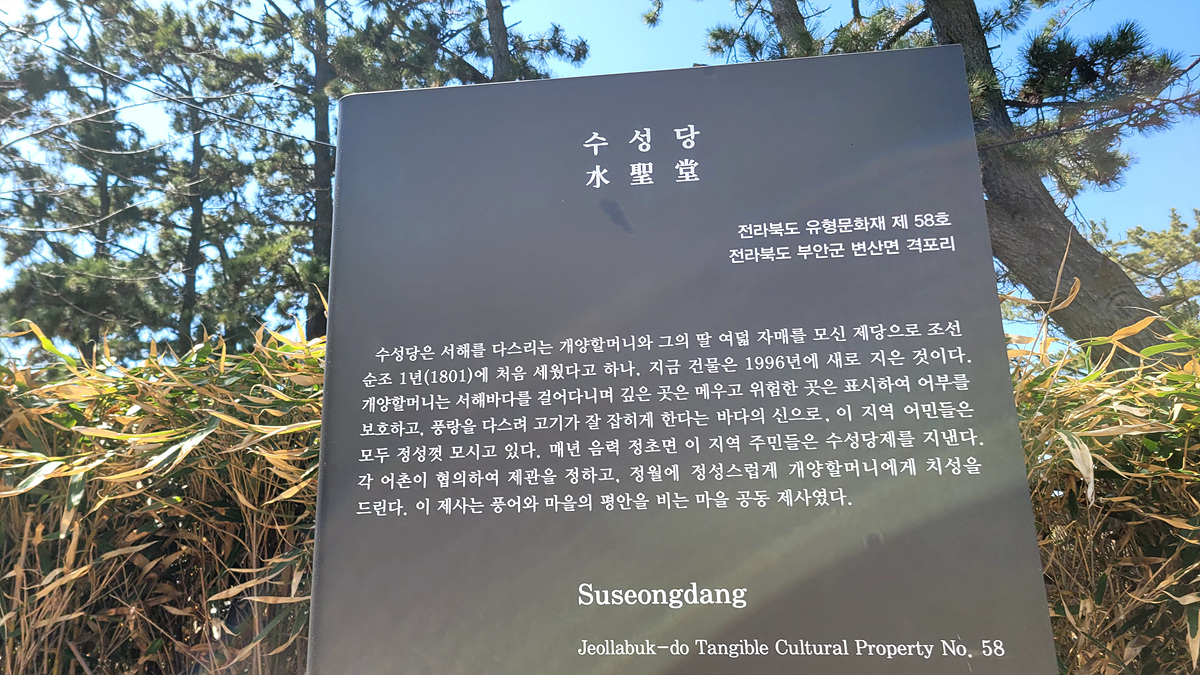 수성당
水聖堂
전라북도 유형문화재 제 58호
전라북도 부안군 변산면 격포리
수성당은 서해를 다스리는 개양할머니와 그의 딸 여덟 자매를 모신 제당으로 조선
순조 1년(1801)에 처음 세웠다고 하나, 지금 건물은 1996년에 새로 지은 것이다.
개양할머니는 서해바다를 걸어다니며 깊은 곳은 메우고 위험한 곳은 표시하여 어부를
보호하고, 풍랑을 다스려 고기가 잘 잡히게 한다는 바다의 신으로, 이 지역 어민들은
모두 정성껏 모시고 있다. 매년 음력 정초면 이 지역 주민들은 수성당제를 지낸다.
각 어촌이 협의하여 제관을 정하고, 정월에 정성스럽게 개양할머니에게 치성을
드린다. 이 제사는 풍어와 마을의 평안을 비는 마을 공동 제사였다.
Suseongdang
Jeollabuk-do Tangible Cultural Property No. 58